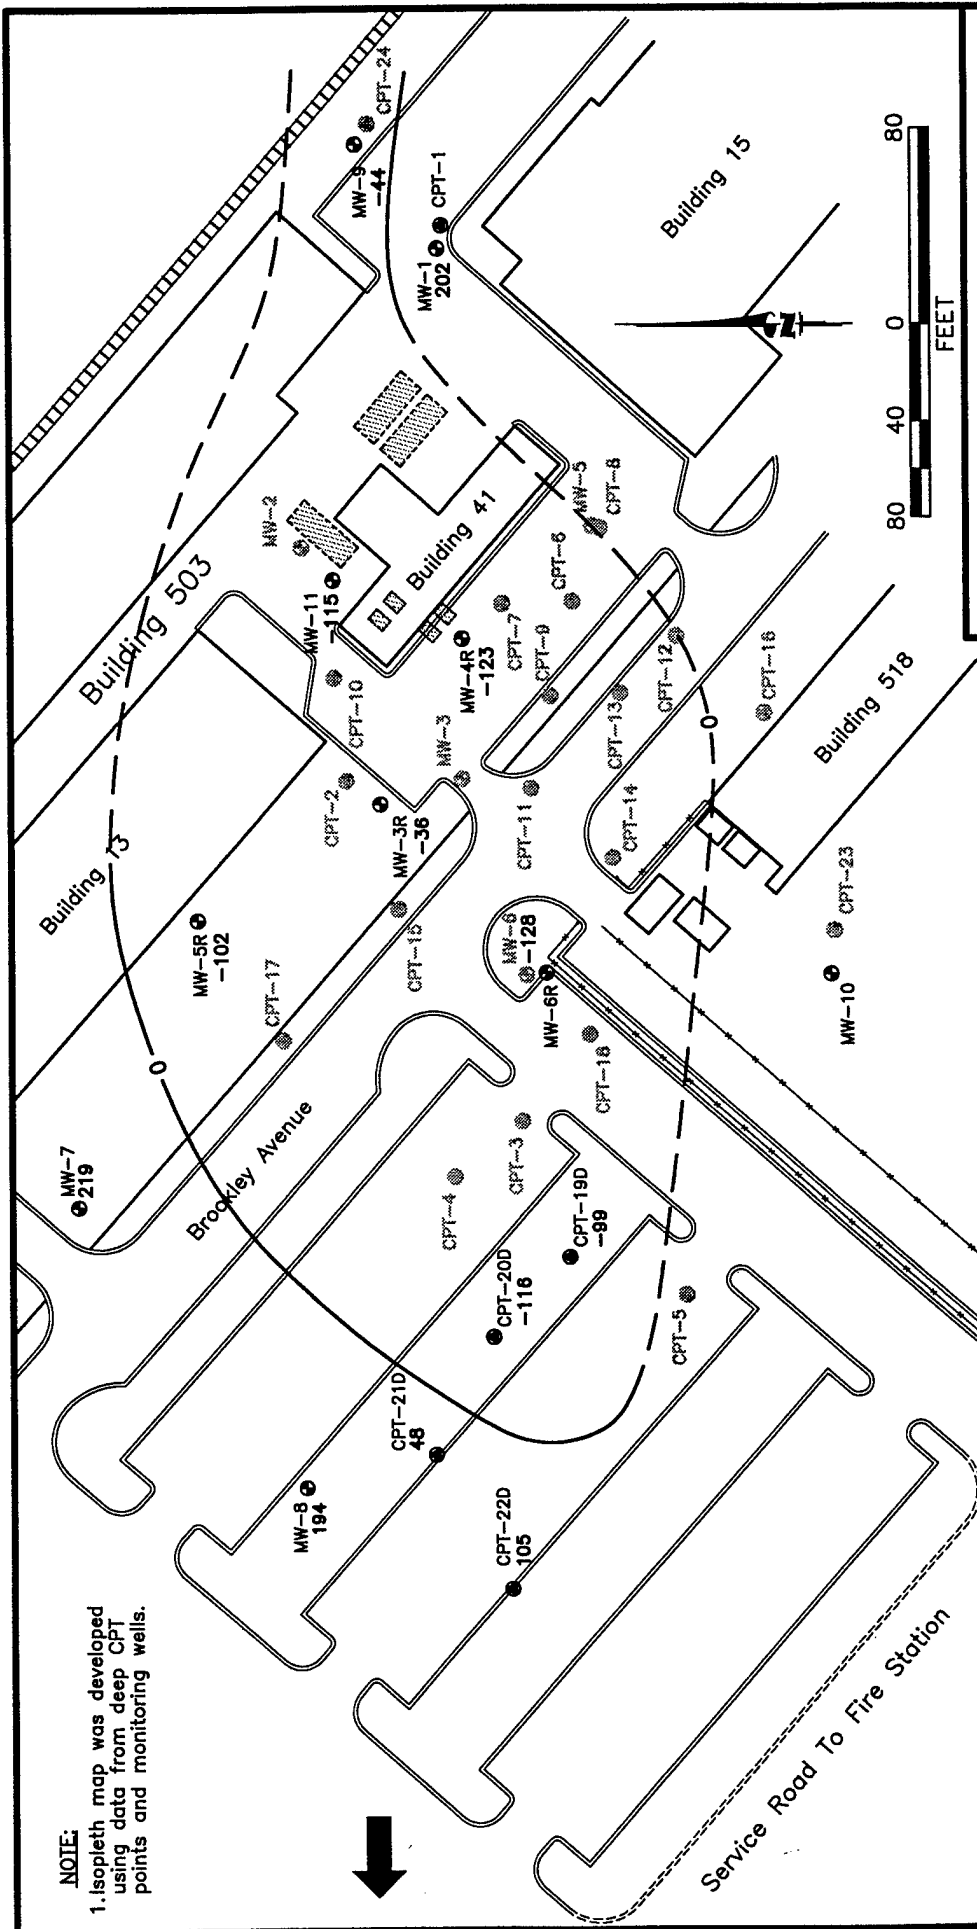 NOTE:
1.Isopleth map was developed
using data from deep CPT
points and monitoring wells.
MW-7
219
Building 73
Building 503
MW-5R
-102
CPT-17
0
Brookley Avenue
MW-8
194
CPT-21D
48
CPT-20D
-116
CPT-19D
-99
CPT-22D
105
CPT-4
CPT-3
CPT-5
CPT-18
MW-6
-128
MW-6R
CPT-15
CPT-2
MW-3R
-36
MW-3
CPT-10
MW-11
-115
MW-2
Building 41
MW-4R
-123
CPT-7
CPT-6
CPT-9
MW-5
CPT-8
CPT-11
CPT-13
CPT-12
CPT-14
CPT-16
0
Building 518
CPT-23
MW-10
MW-9
-44
CPT-24
MW-1
202
CPT-1
Building 15
N
80 40 0 80
FEET
Service Road To Fire Station